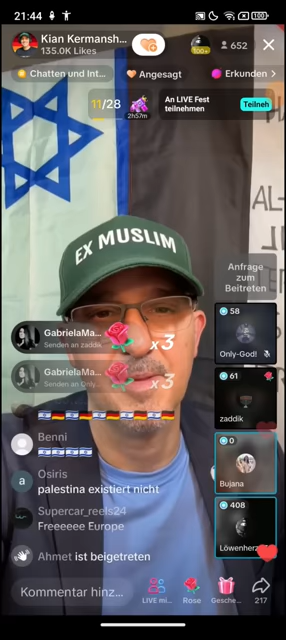 21:44
100
Kian Kermansh...
135.0K Likes
100+
652
Chatten und Int...
Angesagt
Erkunden >
11/28
2h57m
An LIVE Fest
teilnehmen
Teilneh
EX MUSLIM
AL-
Anfrage
zum
Beitreten
58
Only-God!
GabrielaMa...
Senden an zaddik
x3
GabrielaMa...
Senden an Only...
x3
61
zaddik
Benni
0
Bujana
a
Osiris
palestina existiert nicht
Supercar_reels24
Freeeeee Europe
408
Löwenherz
Ahmet ist beigetreten
Kommentar hinz...
LIVE mi...
Rose
Gesche...
217